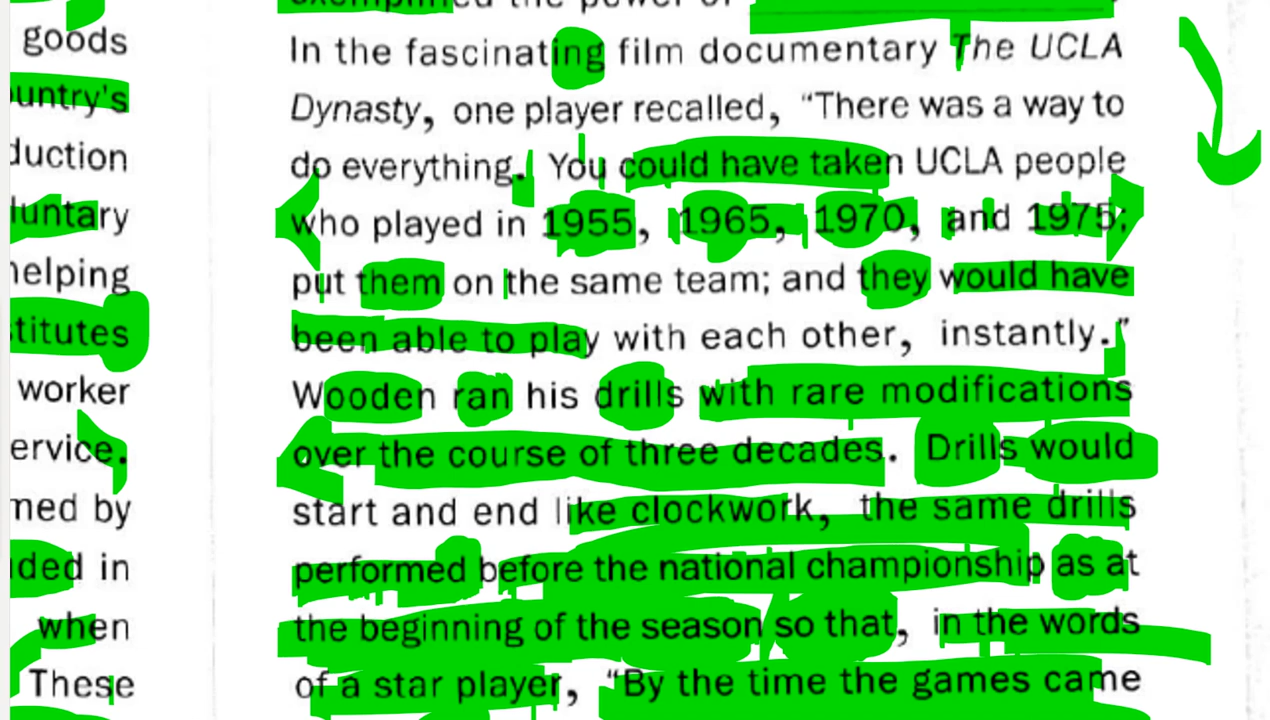 goods
untry's
duction
luntary
helping
stitutes
worker
ervice.
med by
ded in
when
These
the power of
In the fascinating film documentary The UCLA
Dynasty, one player recalled, “There was a way to
do everything. You could have taken UCLA people
who played in 1955, 1965, 1970, and 1975;
put them on the same team; and they would have
been able to play with each other, instantly.”
Wooden ran his drills with rare modifications
over the course of three decades. Drills would
start and end like clockwork, the same drills
performed before the national championship as at
the beginning of the season so that, in the words
of a star player, “By the time the games came